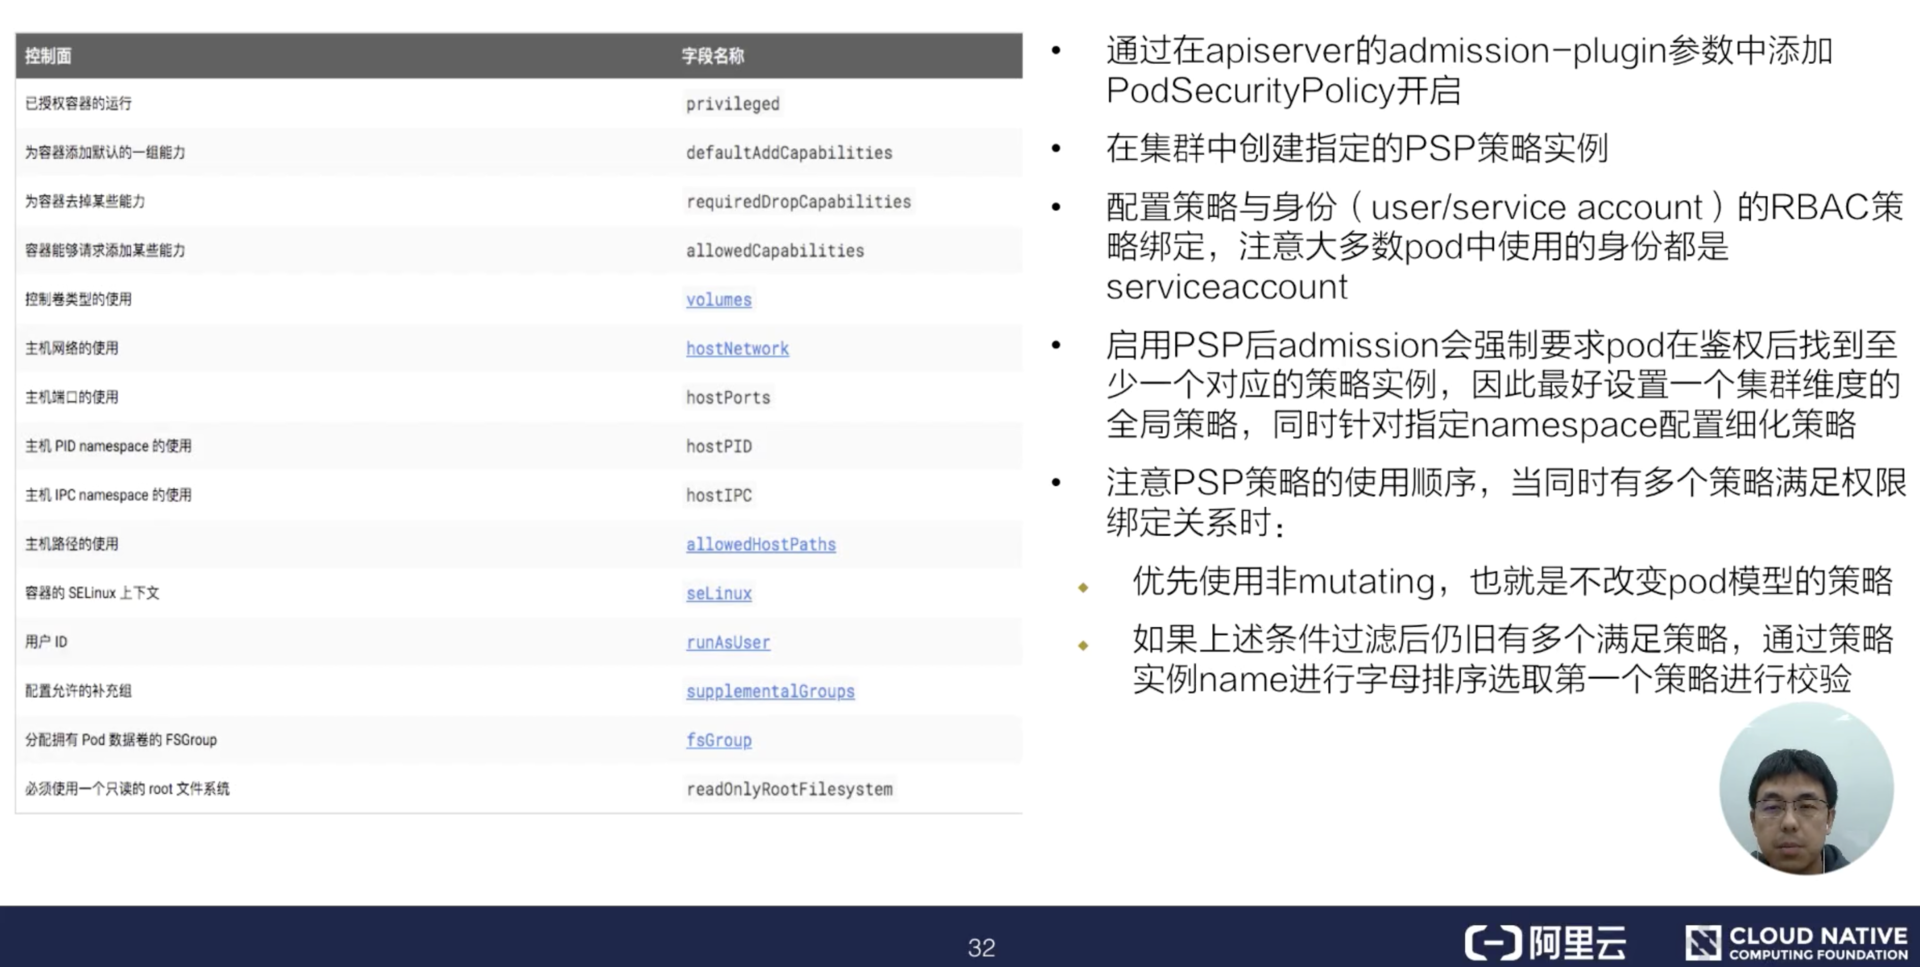 控制面 字段名称
已授权容器的运行 privileged
为容器添加默认的一组能力 defaultAddCapabilities
为容器去掉某些能力 requiredDropCapabilities
容器能够请求添加某些能力 allowedCapabilities
控制卷类型的使用 volumes
主机网络的使用 hostNetwork
主机端口的使用 hostPorts
主机 PID namespace 的使用 hostPID
主机 IPC namespace 的使用 hostIPC
主机路径的使用 allowedHostPaths
容器的 SELinux 上下文 seLinux
用户 ID runAsUser
配置允许的补充组 supplementalGroups
分配拥有 Pod 数据卷的 FSGroup fsGroup
必须使用一个只读的 root 文件系统 readOnlyRootFilesystem
• 通过在apiserver的admission-plugin参数中添加
PodSecurityPolicy开启
• 在集群中创建指定的PSP策略实例
• 配置策略与身份（user/service account）的RBAC策
略绑定，注意大多数pod中使用的身份都是
serviceaccount
• 启用PSP后admission会强制要求pod在鉴权后找到至
少一个对应的策略实例，因此最好设置一个集群维度的
全局策略，同时针对指定namespace配置细化策略
• 注意PSP策略的使用顺序，当同时有多个策略满足权限
绑定关系时：
◆ 优先使用非mutating，也就是不改变pod模型的策略
◆ 如果上述条件过滤后仍旧有多个满足策略，通过策略
实例name进行字母排序选取第一个策略进行校验
32
阿里云
CLOUD NATIVE
COMPUTING FOUNDATION